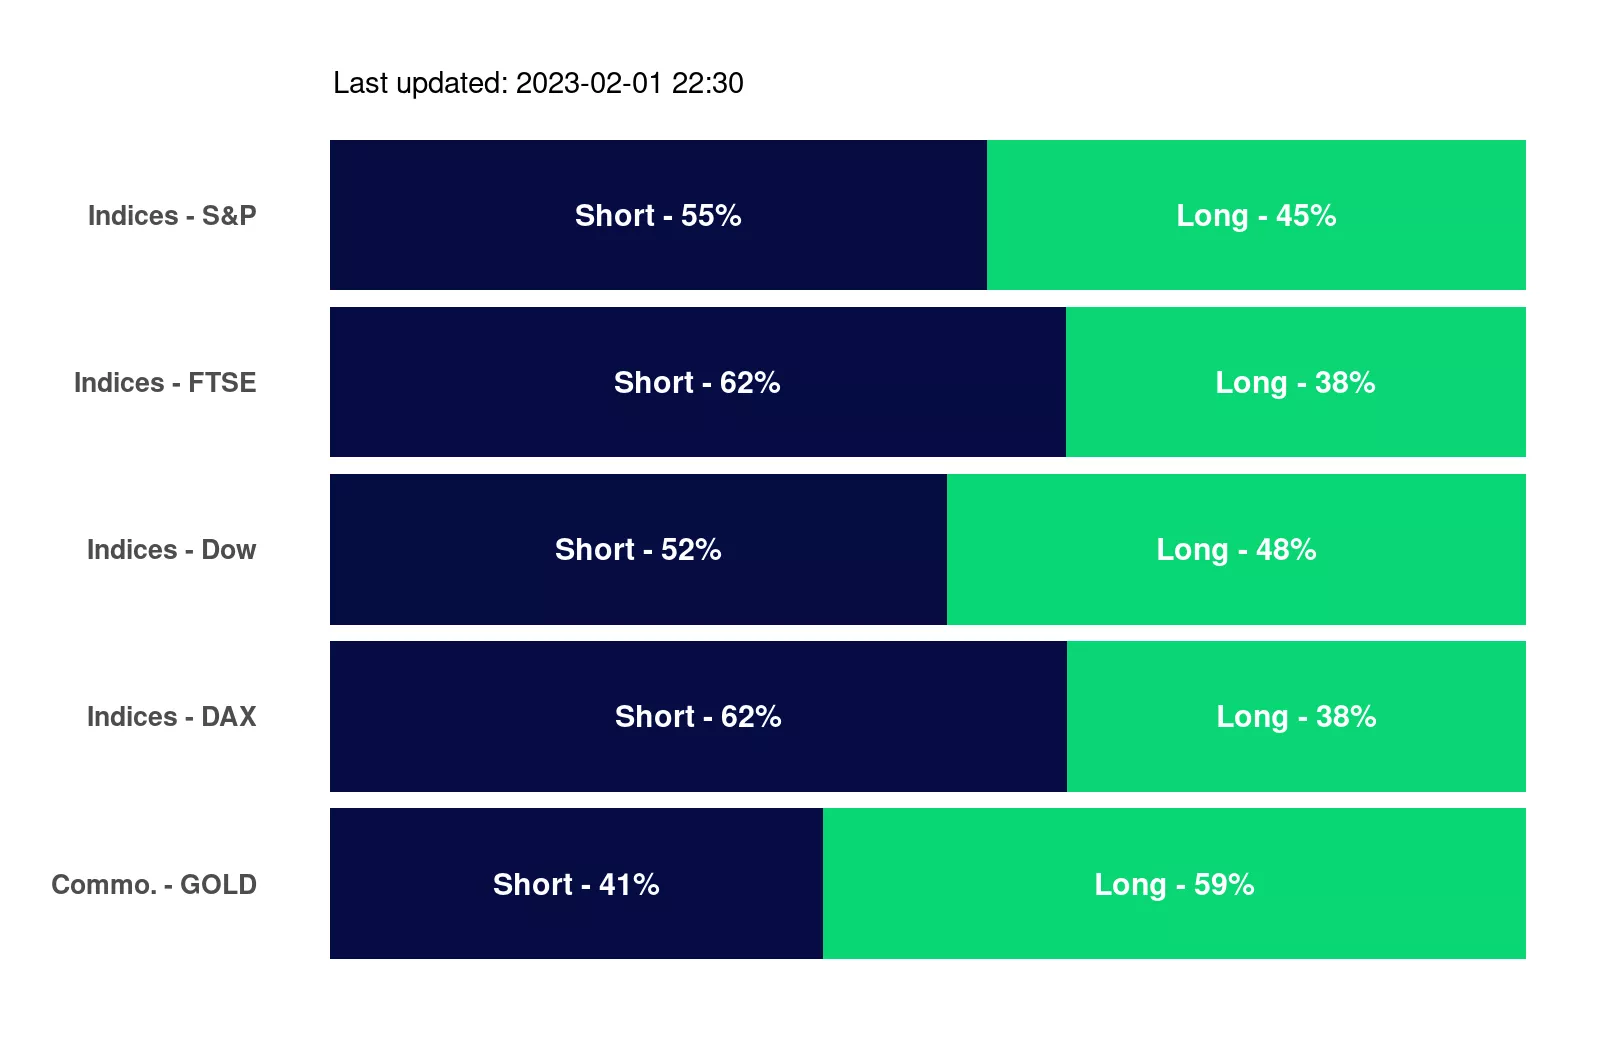 Last updated: 2023-02-01 22:30
Indices - S&P Short - 55% Long - 45%
Indices - FTSE Short - 62% Long - 38%
Indices - Dow Short - 52% Long - 48%
Indices - DAX Short - 62% Long - 38%
Commo. - GOLD Short - 41% Long - 59%